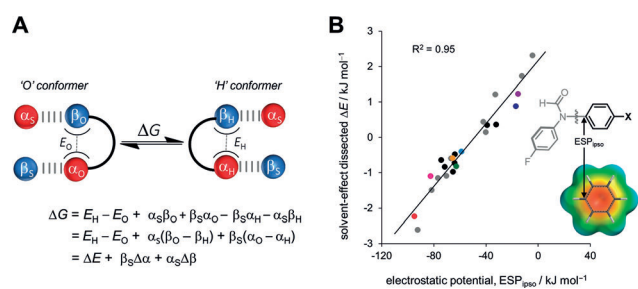 A
'O' conformer
'H' conformer
αS βO ΔG βH αS
EO EH
βS αO αH βS
ΔG = EH – EO + αSβO + βSαO – βSαH – αSβH
= EH – EO + αS(βO – βH) + βS(αO – αH)
= ΔE + βSΔα + αSΔβ
B
solvent-effect dissected ΔE / kJ mol⁻¹
3
2
1
0
-1
-2
-3
R² = 0.95
O
H
N
X
F
ESPipso
-120 -80 -40 0 40
electrostatic potential, ESPipso / kJ mol⁻¹